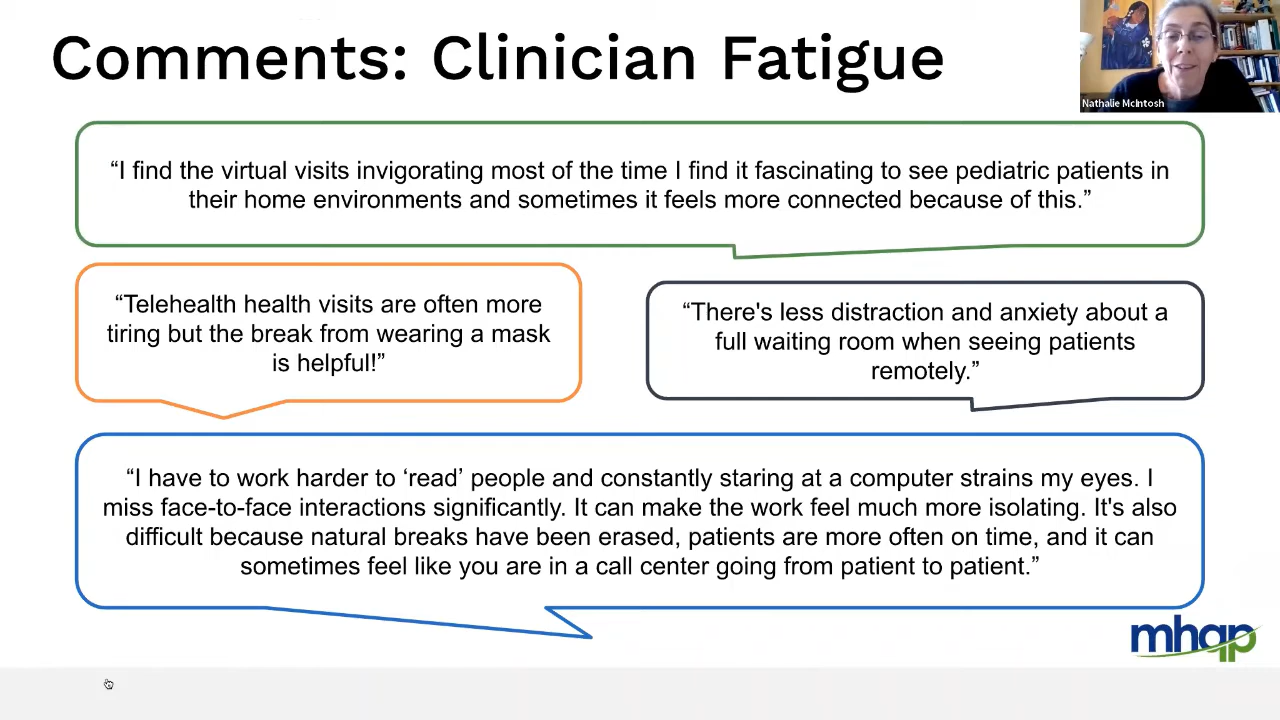 Comments: Clinician Fatigue
Nathalie McIntosh
“I find the virtual visits invigorating most of the time I find it fascinating to see pediatric patients in
their home environments and sometimes it feels more connected because of this.”
“Telehealth health visits are often more
tiring but the break from wearing a mask
is helpful!”
“There's less distraction and anxiety about a
full waiting room when seeing patients
remotely.”
“I have to work harder to ‘read’ people and constantly staring at a computer strains my eyes. I
miss face-to-face interactions significantly. It can make the work feel much more isolating. It's also
difficult because natural breaks have been erased, patients are more often on time, and it can
sometimes feel like you are in a call center going from patient to patient.”
mhqp